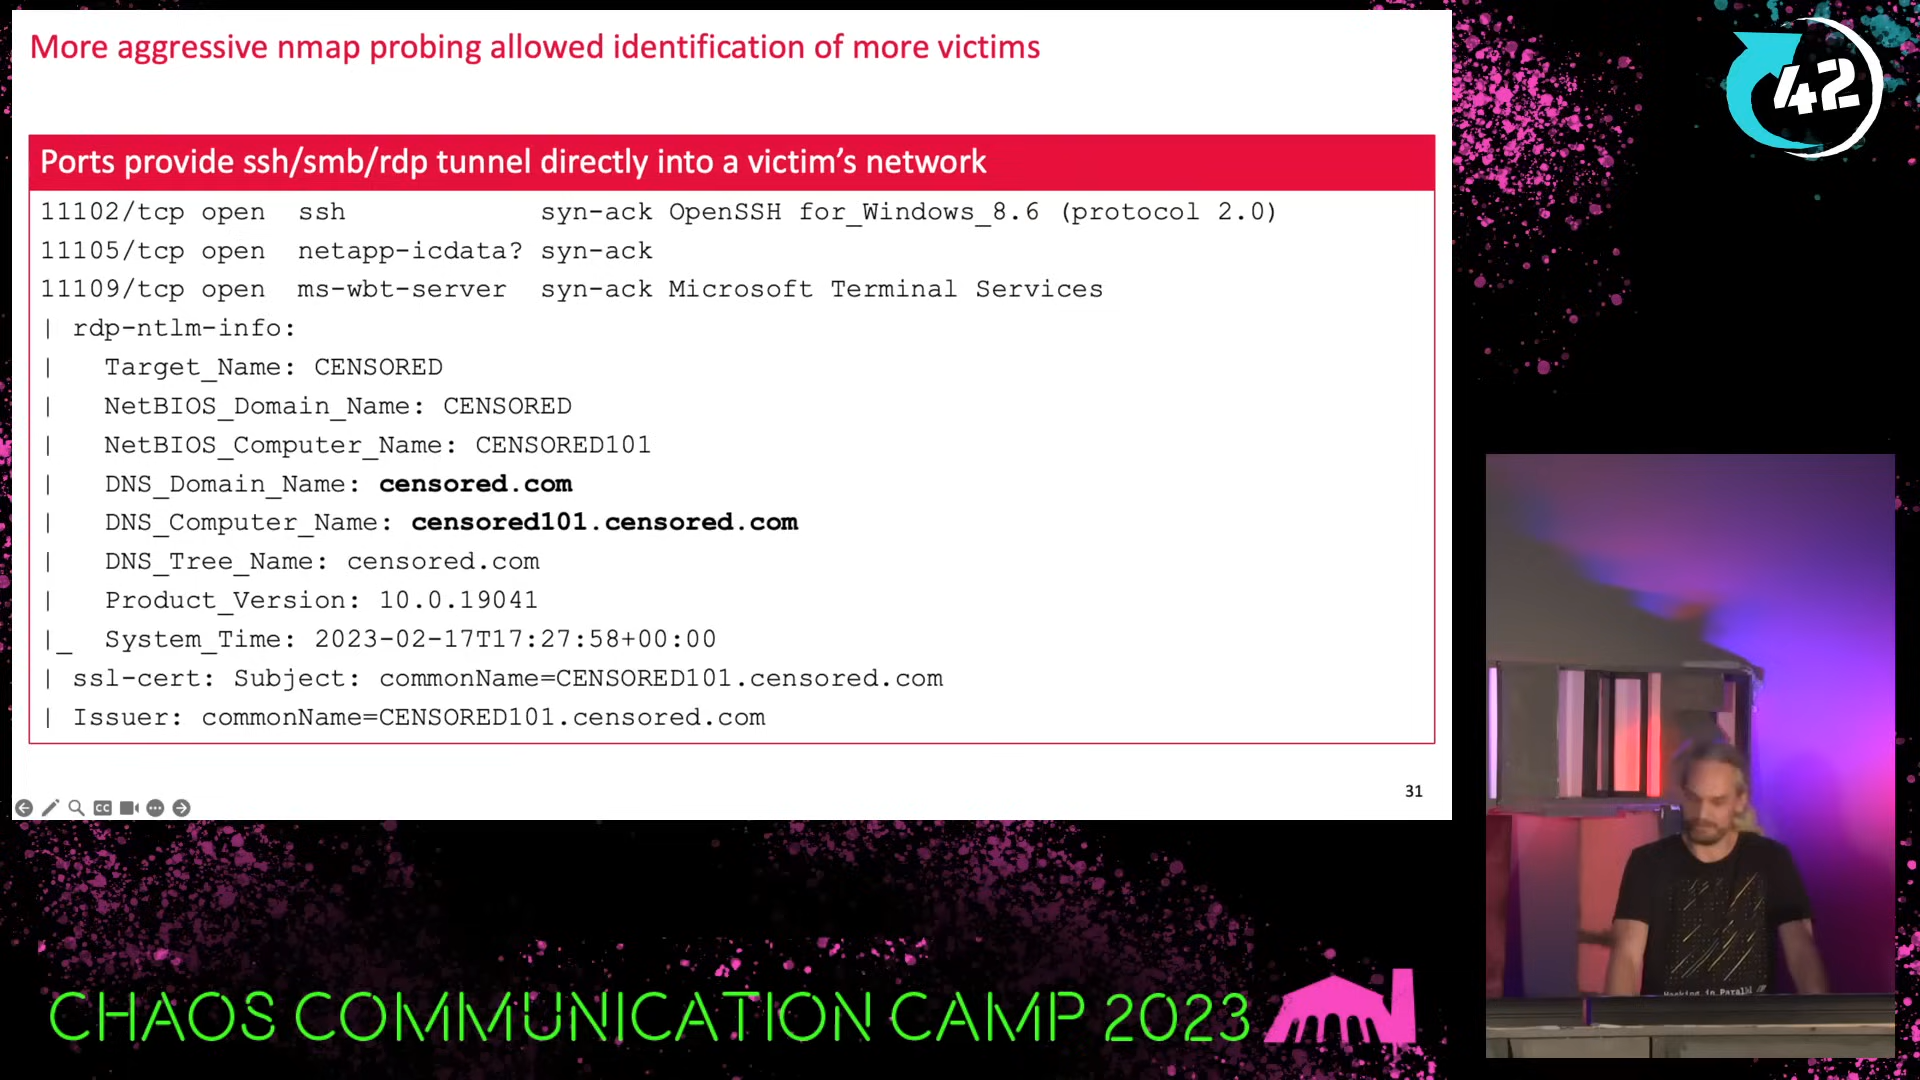 More aggressive nmap probing allowed identification of more victims
42
Ports provide ssh/smb/rdp tunnel directly into a victim’s network
11102/tcp open  ssh            syn-ack OpenSSH for_Windows_8.6 (protocol 2.0)
11105/tcp open  netapp-icdata? syn-ack
11109/tcp open  ms-wbt-server  syn-ack Microsoft Terminal Services
| rdp-ntlm-info:
|   Target_Name: CENSORED
|   NetBIOS_Domain_Name: CENSORED
|   NetBIOS_Computer_Name: CENSORED101
|   DNS_Domain_Name: censored.com
|   DNS_Computer_Name: censored101.censored.com
|   DNS_Tree_Name: censored.com
|   Product_Version: 10.0.19041
|_  System_Time: 2023-02-17T17:27:58+00:00
| ssl-cert: Subject: commonName=CENSORED101.censored.com
| Issuer: commonName=CENSORED101.censored.com
31
CC
Working in Parallel
CHAOS COMMUNICATION CAMP 2023